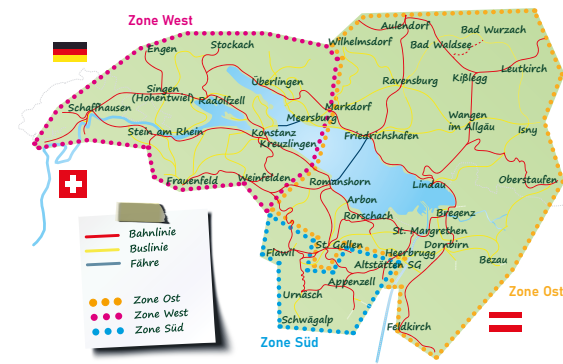 Zone West
Aulendorf
Bad Wurzach
Wilhelmsdorf
Bad Waldsee
Engen
Stockach
Leutkirch
Kißlegg
Ravensburg
Überlingen
Singen
(Hohentwiel)
Radolfzell
Schaffhausen
Markdorf
Meersburg
Wangen
im Allgäu
Isny
Stein am Rhein
Konstanz
Kreuzlingen
Friedrichshafen
Frauenfeld
Weinfelden
Romanshorn
Lindau
Oberstaufen
Arbon
Rorschach
Bregenz
Bahnlinie
Buslinie
Fähre
St. Margrethen
Dornbirn
Flawil
St. Gallen
Heerbrugg
Altstätten SG
Bezau
Appenzell
Urnasch
Zone Ost
Zone West
Zone Süd
Schwägalp
Zone Ost
Zone Süd
Feldkirch